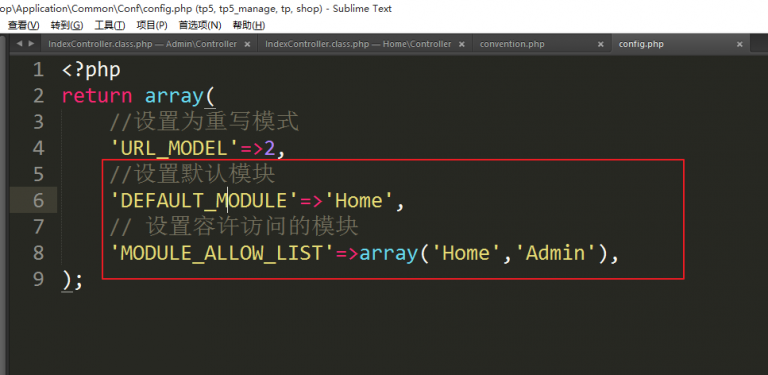 op\Application\Common\Conf\config.php (tp5, tp5_manage, tp, shop) - Sublime Text
查看(V) 转到(G) 工具(T) 项目(P) 首选项(N) 帮助(H)
IndexController.class.php — Admin\Controller × IndexController.class.php — Home\Controller × convention.php × config.php ×
1 <?php
2 return array(
3 //设置为重写模式
4 'URL_MODEL'=>2,
5 //设置默认模块
6 'DEFAULT_MODULE'=>'Home',
7 // 设置容许访问的模块
8 'MODULE_ALLOW_LIST'=>array('Home','Admin'),
9 );